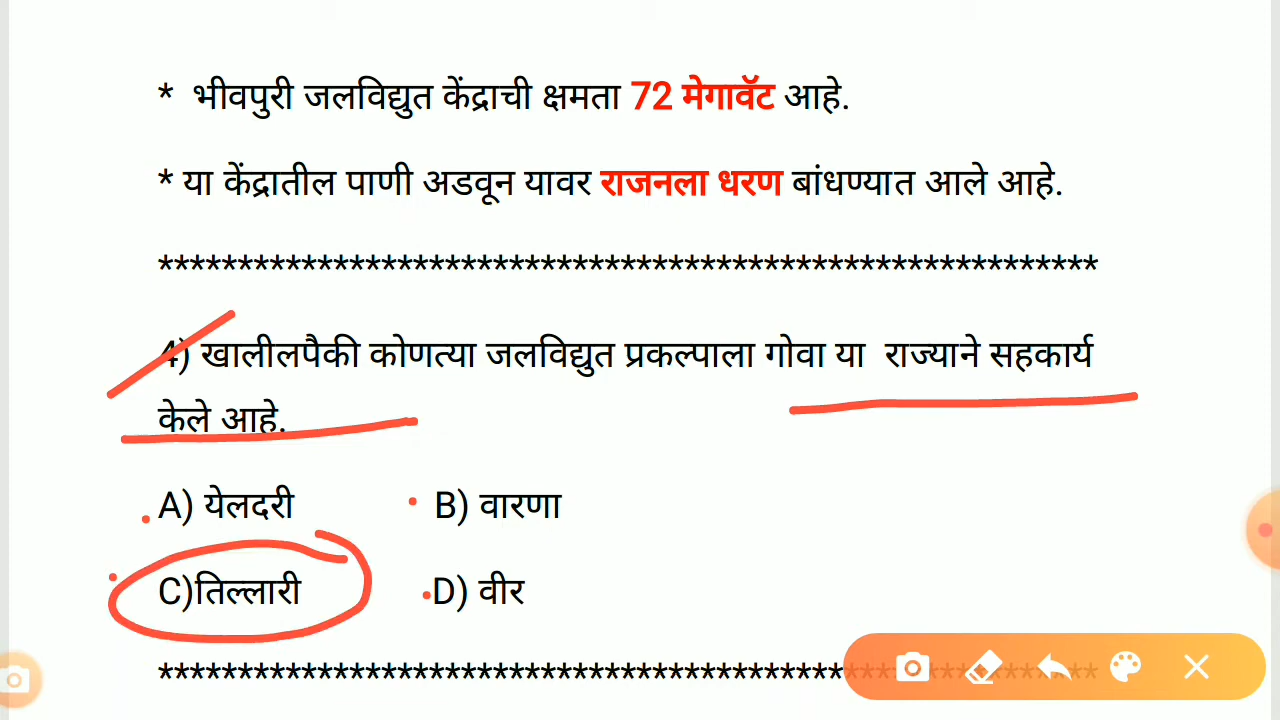 * भीवपुरी जलविद्युत केंद्राची क्षमता 72 मेगावॅट आहे.
* या केंद्रातील पाणी अडवून यावर राजनला धरण बांधण्यात आले आहे.
***********************************************************
4) खालीलपैकी कोणत्या जलविद्युत प्रकल्पाला गोवा या राज्याने सहकार्य
केले आहे.
A) येलदरी B) वारणा
C)तिल्लारी D) वीर
***********************************************************